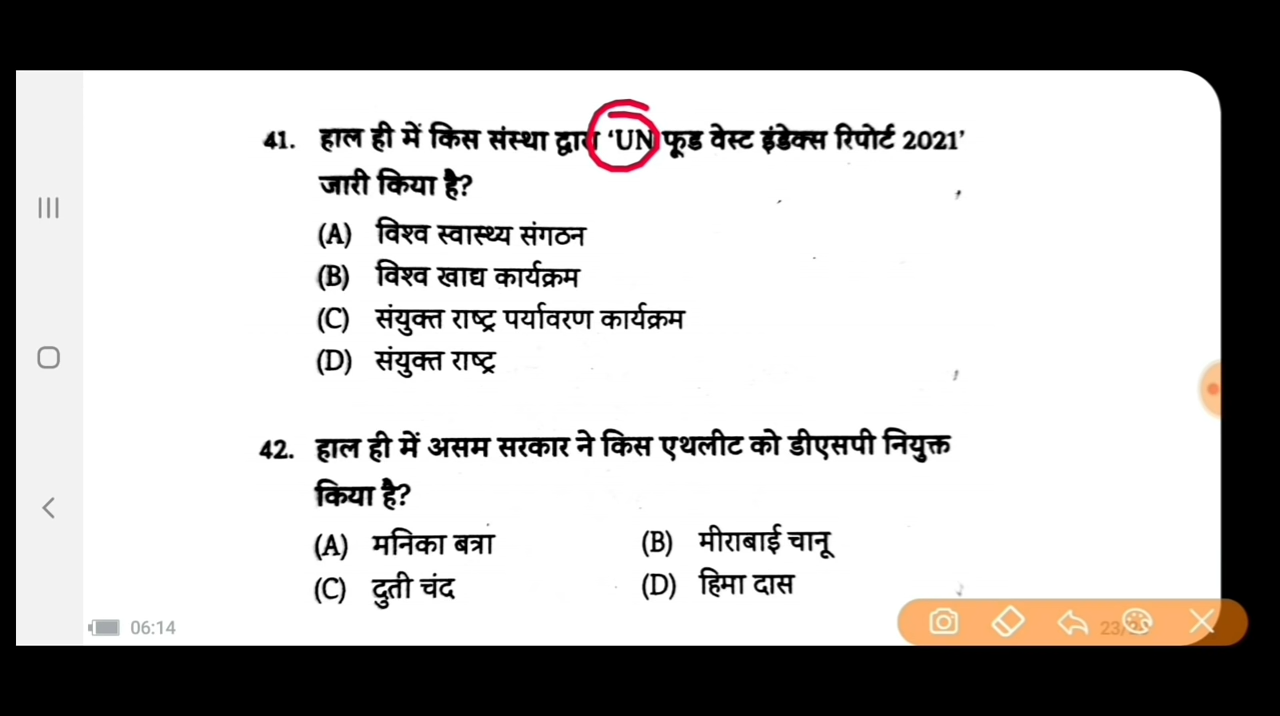 41. हाल ही में किस संस्था द्वारा 'UN फूड वेस्ट इंडेक्स रिपोर्ट 2021'
जारी किया है?
(A) विश्व स्वास्थ्य संगठन
(B) विश्व खाद्य कार्यक्रम
(C) संयुक्त राष्ट्र पर्यावरण कार्यक्रम
(D) संयुक्त राष्ट्र
42. हाल ही में असम सरकार ने किस एथलीट को डीएसपी नियुक्त
किया है?
(A) मनिका बत्रा (B) मीराबाई चानू
(C) दुती चंद (D) हिमा दास
06:14